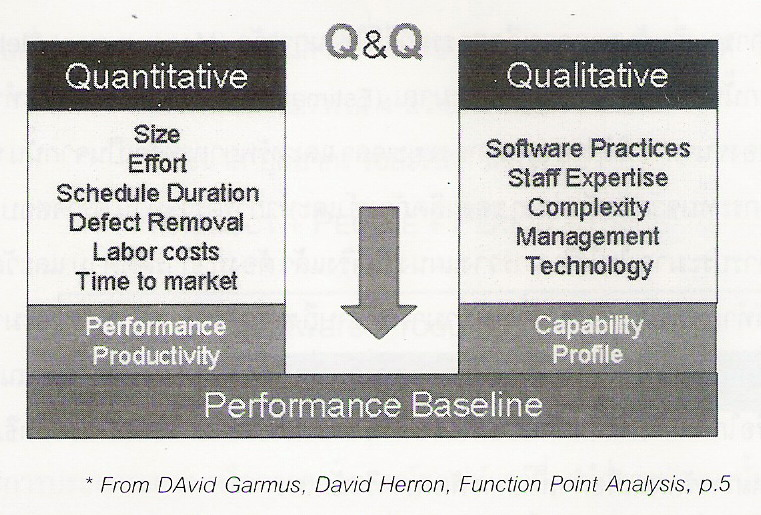 Q&Q
Quantitative
Size
Effort
Schedule Duration
Defect Removal
Labor costs
Time to market
Performance
Productivity
Qualitative
Software Practices
Staff Expertise
Complexity
Management
Technology
Capability
Profile
Performance Baseline
* From DAvid Garmus, David Herron, Function Point Analysis, p.5